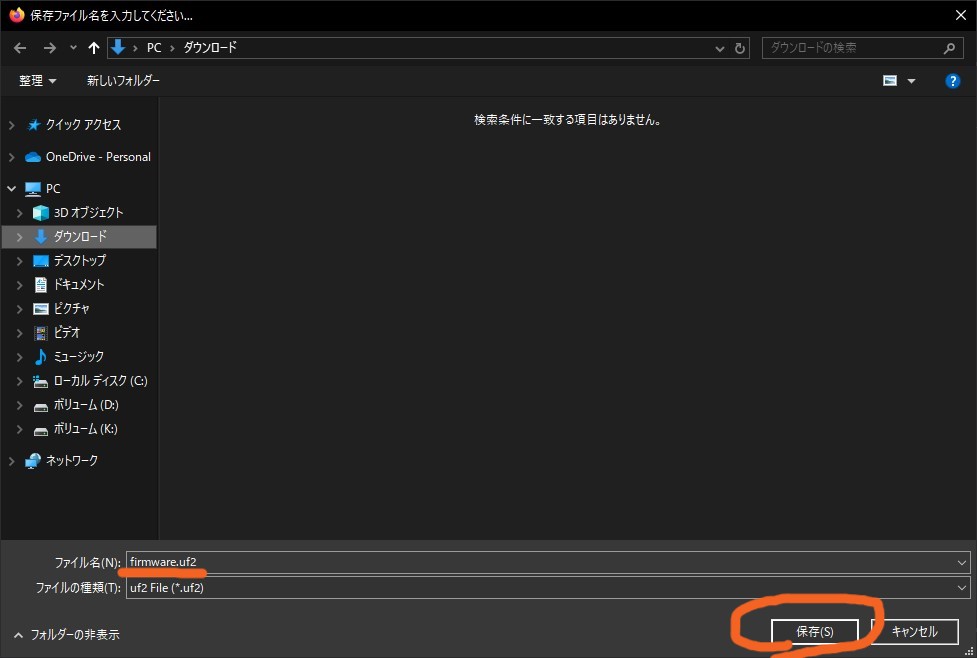 保存ファイル名を入力してください...
PC › ダウンロード
ダウンロードの検索
整理
新しいフォルダー
?
検索条件に一致する項目はありません。
クイック アクセス
OneDrive - Personal
PC
3D オブジェクト
ダウンロード
デスクトップ
ドキュメント
ピクチャ
ビデオ
ミュージック
ローカル ディスク (C:)
ボリューム (D:)
ボリューム (K:)
ネットワーク
ファイル名(N): firmware.uf2
ファイルの種類(T): uf2 File (*.uf2)
フォルダーの非表示
保存(S)
キャンセル